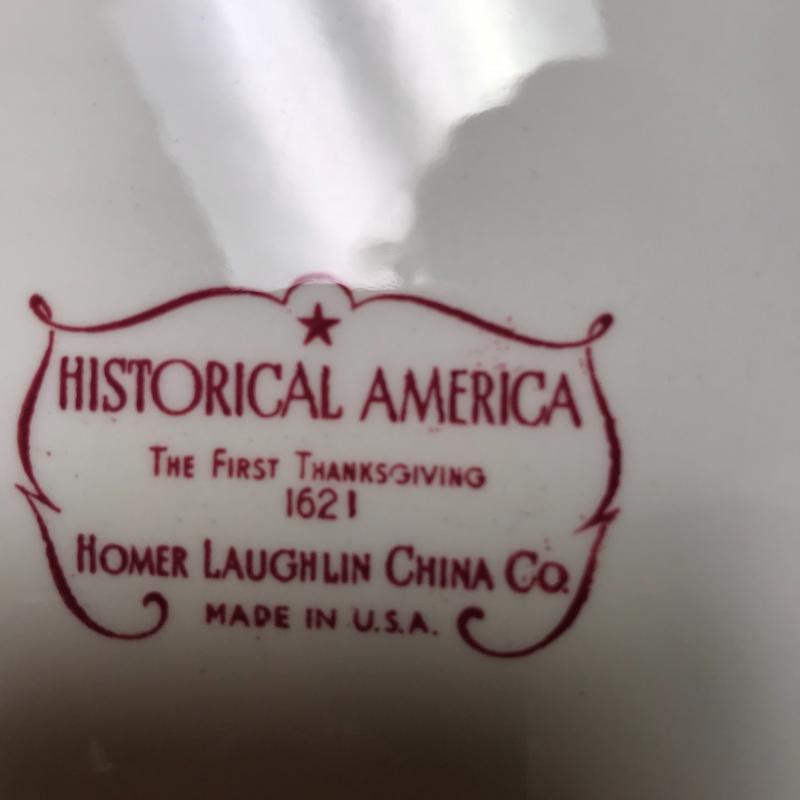 HISTORICAL AMERICA
THE FIRST THANKSGIVING
1621
HOMER LAUGHLIN CHINA CO.
MADE IN U.S.A.